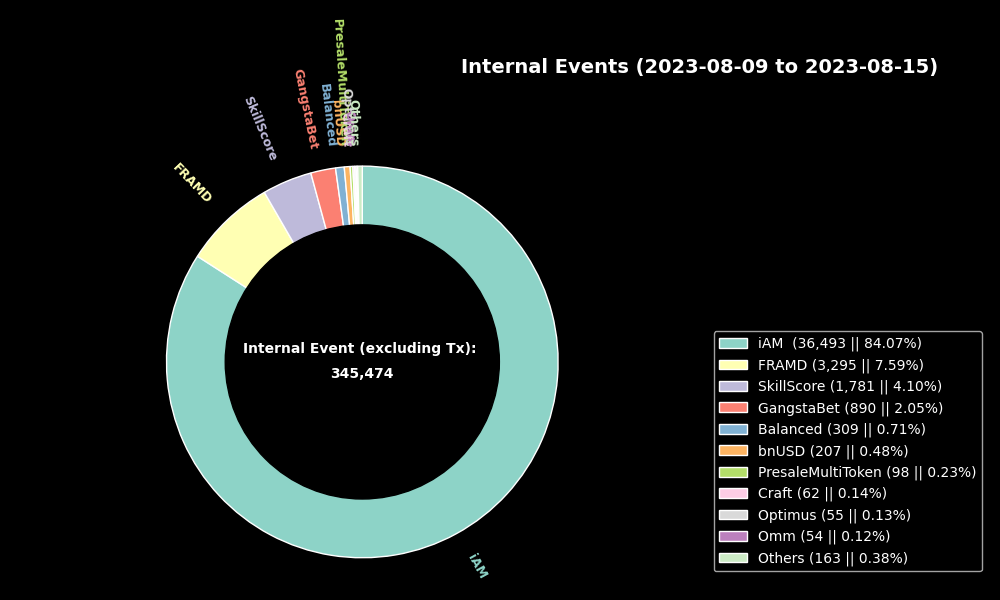 Internal Events (2023-08-09 to 2023-08-15)
PresaleMultiToken
GangstaBet
Balanced
bnUSD
Others
SkillScore
FRAMD
Internal Event (excluding Tx):
345,474
iAM
iAM (36,493 || 84.07%)
FRAMD (3,295 || 7.59%)
SkillScore (1,781 || 4.10%)
GangstaBet (890 || 2.05%)
Balanced (309 || 0.71%)
bnUSD (207 || 0.48%)
PresaleMultiToken (98 || 0.23%)
Craft (62 || 0.14%)
Optimus (55 || 0.13%)
Omm (54 || 0.12%)
Others (163 || 0.38%)